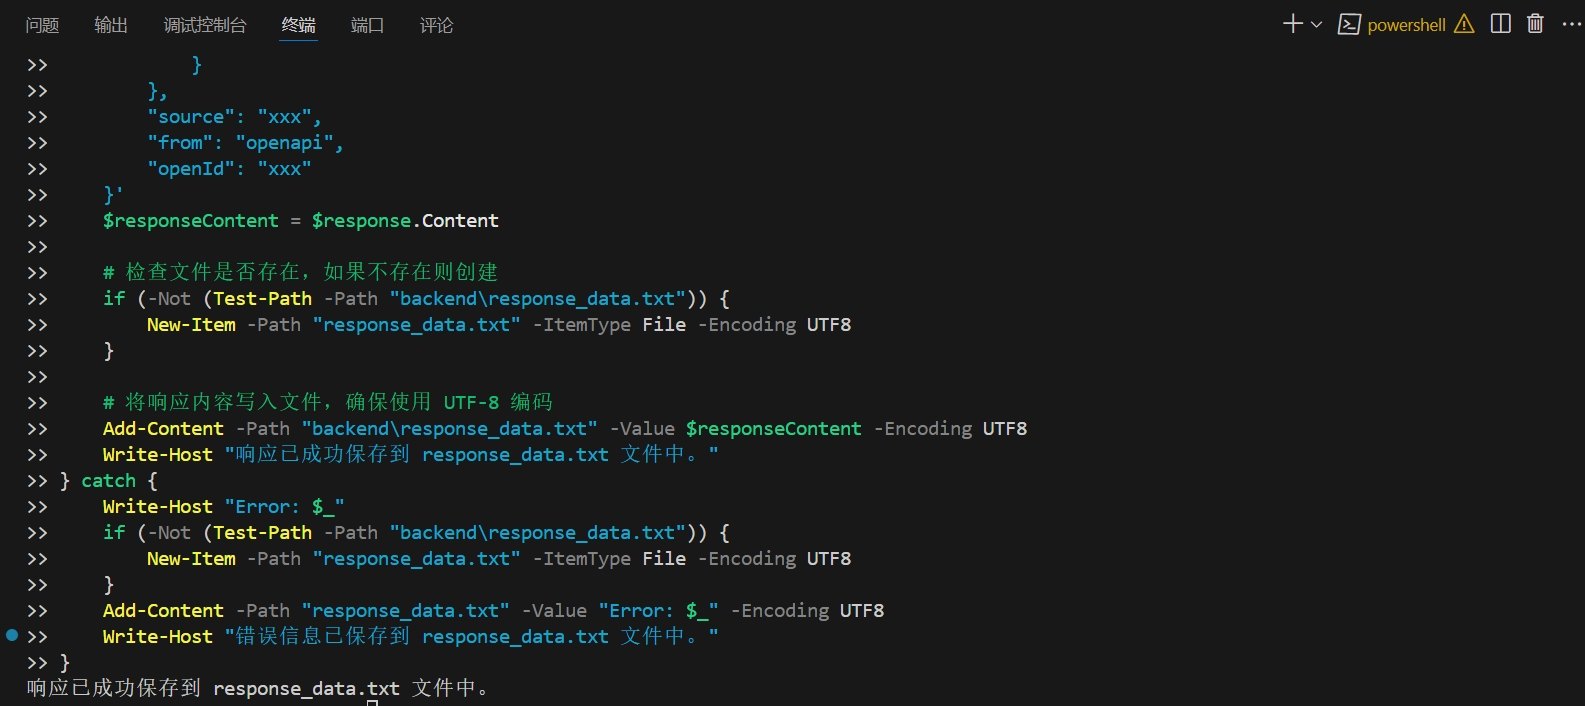 问题 输出 调试控制台 终端 端口 评论 powershell
>> }
>> },
>> "source": "xxx",
>> "from": "openapi",
>> "openId": "xxx"
>> }'
>> $responseContent = $response.Content
>>
>> # 检查文件是否存在，如果不存在则创建
>> if (-Not (Test-Path -Path "backend\response_data.txt")) {
>> New-Item -Path "response_data.txt" -ItemType File -Encoding UTF8
>> }
>>
>> # 将响应内容写入文件，确保使用 UTF-8 编码
>> Add-Content -Path "backend\response_data.txt" -Value $responseContent -Encoding UTF8
>> Write-Host "响应已成功保存到 response_data.txt 文件中。"
>> } catch {
>> Write-Host "Error: $_"
>> if (-Not (Test-Path -Path "backend\response_data.txt")) {
>> New-Item -Path "response_data.txt" -ItemType File -Encoding UTF8
>> }
>> Add-Content -Path "response_data.txt" -Value "Error: $_" -Encoding UTF8
>> Write-Host "错误信息已保存到 response_data.txt 文件中。"
>> }
响应已成功保存到 response_data.txt 文件中。